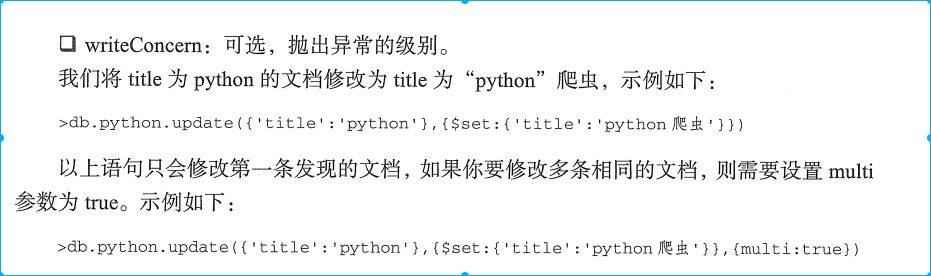 ❑ writeConcern：可选，抛出异常的级别。
我们将 title 为 python 的文档修改为 title 为“python”爬虫，示例如下：
>db.python.update({'title':'python'},{$set:{'title':'python 爬虫'}})
以上语句只会修改第一条发现的文档，如果你要修改多条相同的文档，则需要设置 multi
参数为 true。示例如下：
>db.python.update({'title':'python'},{$set:{'title':'python 爬虫'}},{multi:true})